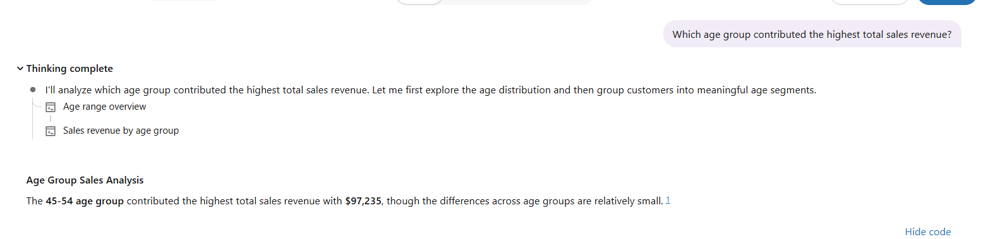 Which age group contributed the highest total sales revenue?
Thinking complete
I'll analyze which age group contributed the highest total sales revenue. Let me first explore the age distribution and then group customers into meaningful age segments.
Age range overview
Sales revenue by age group
Age Group Sales Analysis
The 45-54 age group contributed the highest total sales revenue with $97,235, though the differences across age groups are relatively small. 1
Hide code